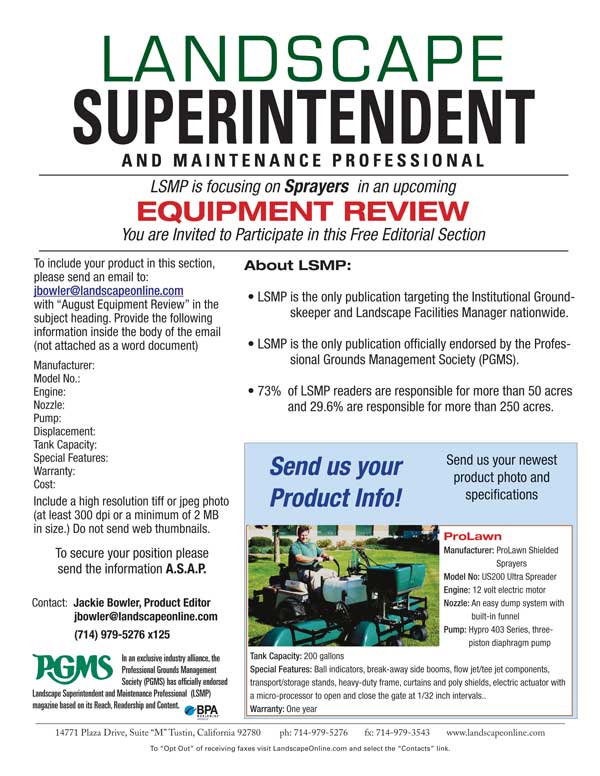 LANDSCAPE
SUPERINTENDENT
AND MAINTENANCE PROFESSIONAL
LSMP is focusing on Sprayers in an upcoming
EQUIPMENT REVIEW
You are Invited to Participate in this Free Editorial Section
To include your product in this section,
please send an email to:
jbowler@landscapeonline.com
with “August Equipment Review” in the
subject heading. Provide the following
information inside the body of the email
(not attached as a word document)
Manufacturer:
Model No.:
Engine:
Nozzle:
Pump:
Displacement:
Tank Capacity:
Special Features:
Warranty:
Cost:
Include a high resolution tiff or jpeg photo
(at least 300 dpi or a minimum of 2 MB
in size.) Do not send web thumbnails.
To secure your position please
send the information A.S.A.P.
Contact: Jackie Bowler, Product Editor
jbowler@landscapeonline.com
(714) 979-5276 x125
PGMS
In an exclusive industry alliance, the
Professional Grounds Management
Society (PGMS) has officially endorsed
Landscape Superintendent and Maintenance Professional (LSMP)
magazine based on its Reach, Readership and Content.
BPA
WORLDWIDE
About LSMP:
• LSMP is the only publication targeting the Institutional Ground-
skeeper and Landscape Facilities Manager nationwide.
• LSMP is the only publication officially endorsed by the Profes-
sional Grounds Management Society (PGMS).
• 73% of LSMP readers are responsible for more than 50 acres
and 29.6% are responsible for more than 250 acres.
Send us your
Product Info!
Send us your newest
product photo and
specifications
ProLawn
Manufacturer: ProLawn Shielded
Sprayers
Model No: US200 Ultra Spreader
Engine: 12 volt electric motor
Nozzle: An easy dump system with
built-in funnel
Pump: Hypro 403 Series, three-
piston diaphragm pump
Tank Capacity: 200 gallons
Special Features: Ball indicators, break-away side booms, flow jet/tee jet components,
transport/storage stands, heavy-duty frame, curtains and poly shields, electric actuator with
a micro-processor to open and close the gate at 1/32 inch intervals..
Warranty: One year
14771 Plaza Drive, Suite “M” Tustin, California 92780 ph: 714-979-5276 fx: 714-979-3543 www.landscapeonline.com
To “Opt Out” of receiving faxes visit LandscapeOnline.com and select the “Contacts” link.